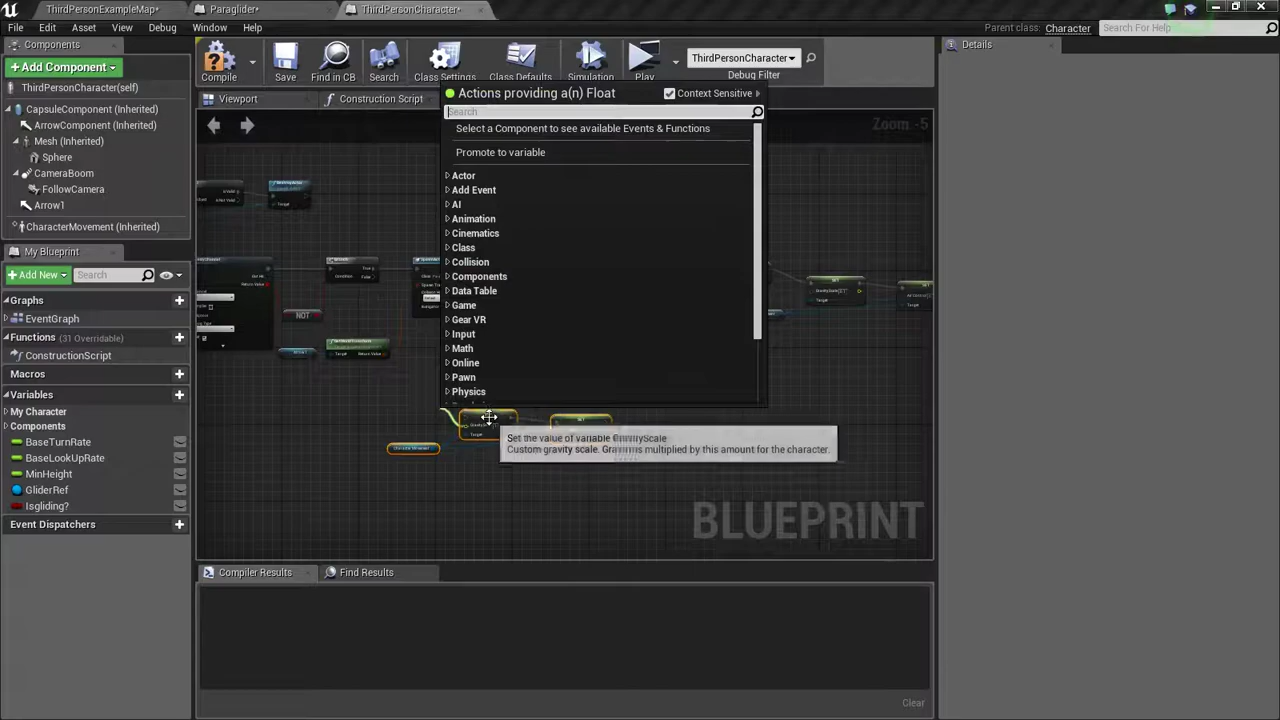 ThirdPersonExampleMap*
Paraglider*
ThirdPersonCharacter*
File Edit Asset View Debug Window Help
Parent class: Character
Search For Help
Components
+ Add Component
ThirdPersonCharacter(self)
CapsuleComponent (Inherited)
ArrowComponent (Inherited)
Mesh (Inherited)
Sphere
CameraBoom
FollowCamera
Arrow1
CharacterMovement (Inherited)
Compile
Save
Find in CB
Search
Class Settings
Class Defaults
Simulation
Play
ThirdPersonCharacter
Debug Filter
Details
Viewport
Construction Script
Zoom -5
Actions providing a(n) Float
Context Sensitive
Search
Select a Component to see available Events & Functions
Promote to variable
Actor
Add Event
AI
Animation
Cinematics
Class
Collision
Components
Data Table
Game
Gear VR
Input
Math
Online
Pawn
Physics
NOT
SET
Set the value of variable GravityScale
Custom gravity scale. Gravity is multiplied by this amount for the character.
My Blueprint
+ Add New
Search
Graphs
EventGraph
Functions (31 Overridable)
ConstructionScript
Macros
Variables
My Character
Components
BaseTurnRate
BaseLookUpRate
MinHeight
GliderRef
Isgliding?
Event Dispatchers
BLUEPRINT
Compiler Results
Find Results
Clear